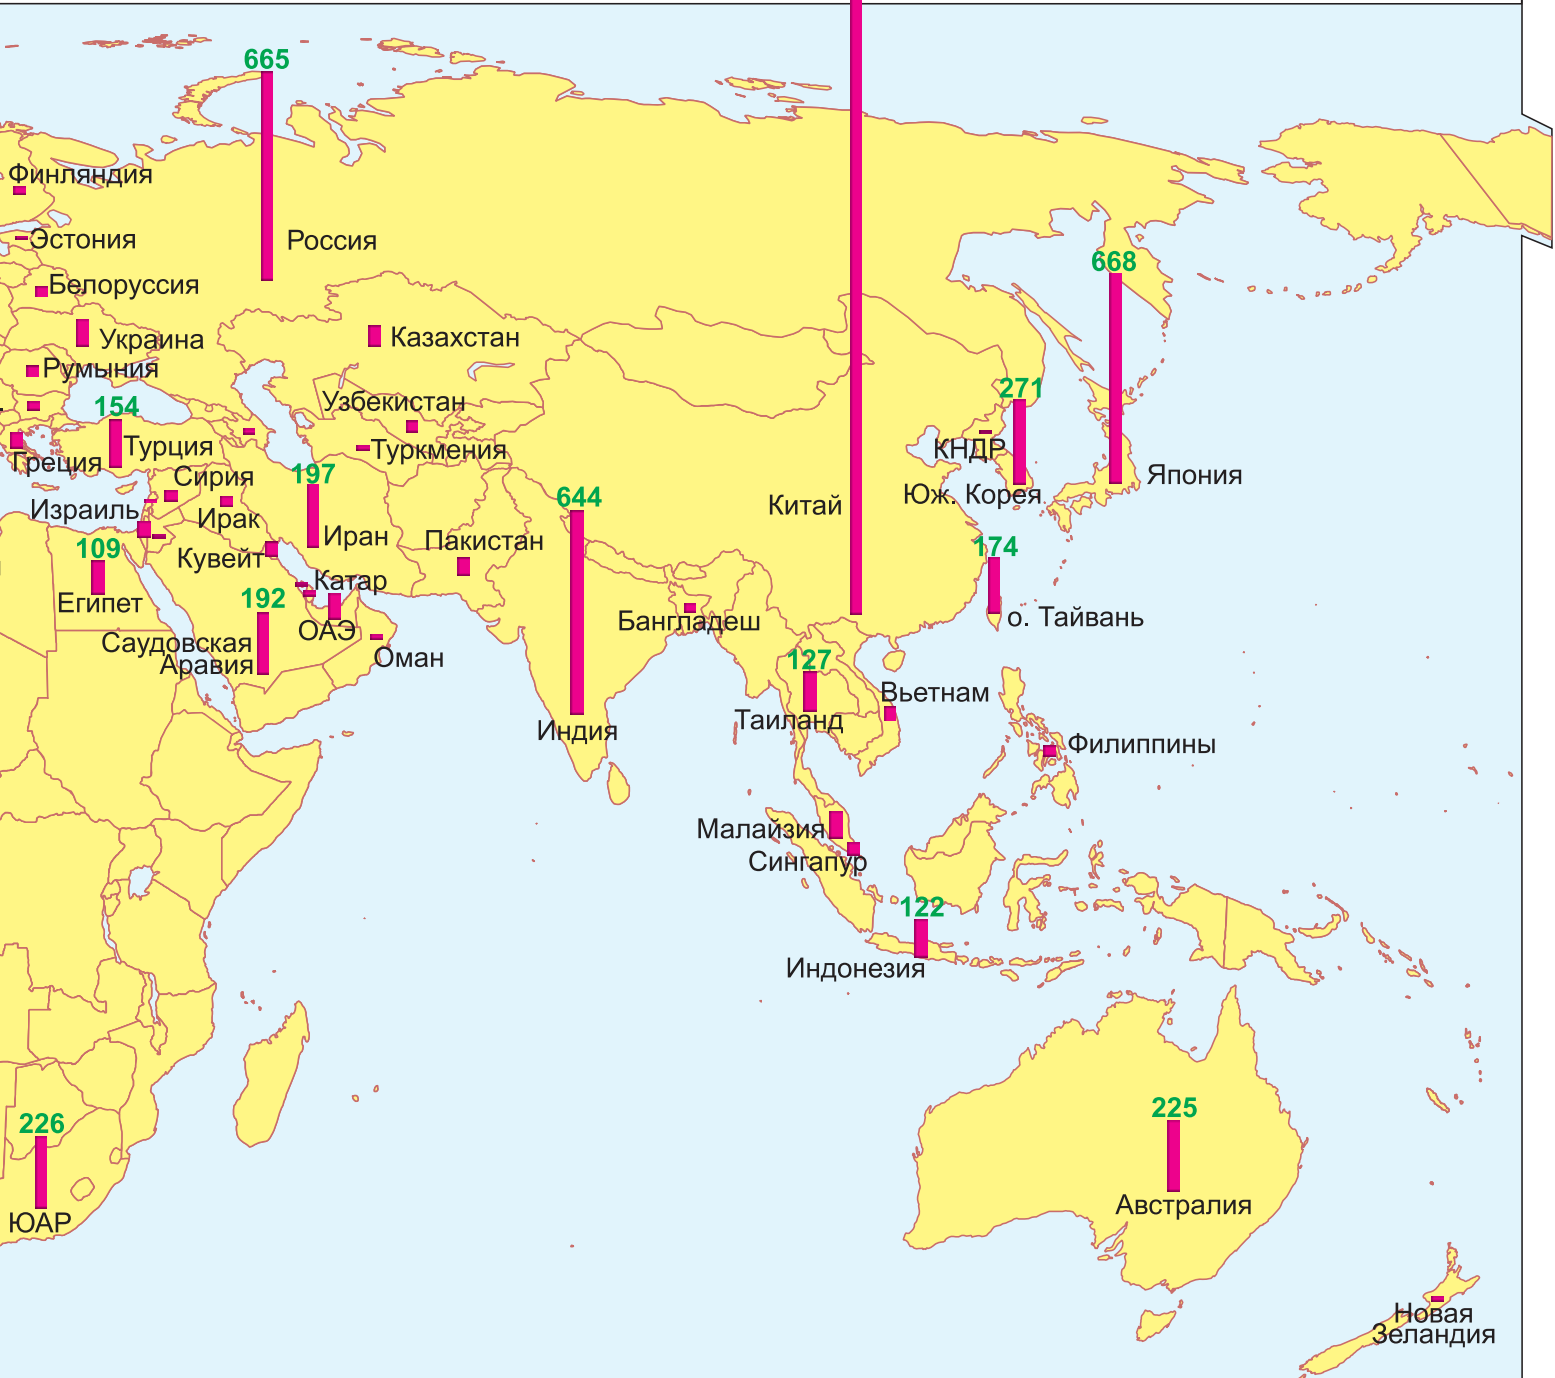 665
Финляндия
Эстония
Россия
668
Белоруссия
Украина
Казахстан
Румыния
271
154
Узбекистан
Турция
Туркмения
КНДР
Греция
197
Сирия
Япония
644
Юж. Корея
Израиль
Ирак
Китай
Иран
Пакистан
109
174
Кувейт
Катар
Египет
192
Бангладеш
о. Тайвань
ОАЭ
Саудовская
Аравия
Оман
127
Вьетнам
Таиланд
Индия
Филиппины
Малайзия
Сингапур
122
Индонезия
225
226
Австралия
ЮАР
Новая
Зеландия